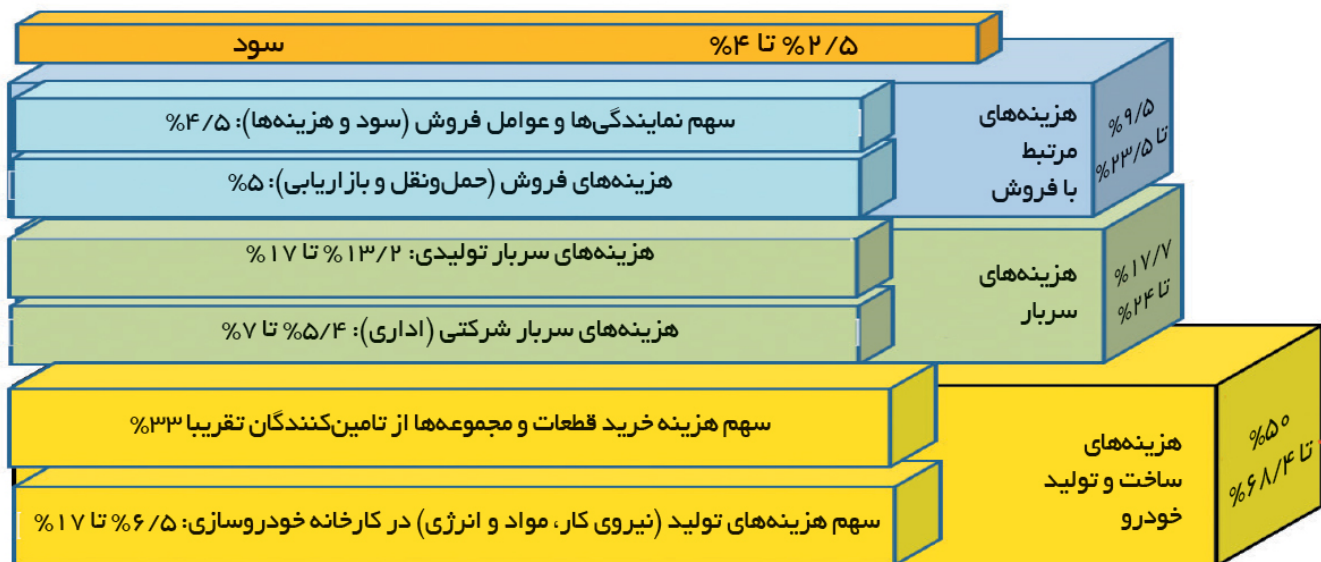 سود
%۲/۵ تا %۴
هزینه‌های
مرتبط
با فروش
%۹/۵
تا %۲۳/۵
سهم نمایندگی‌ها و عوامل فروش (سود و هزینه‌ها): %۴/۵
هزینه‌های فروش (حمل‌ونقل و بازاریابی): %۵
هزینه‌های
سربار
%۱۷/۷
تا %۲۴
هزینه‌های سربار تولیدی: %۱۳/۲ تا %۱۷
هزینه‌های سربار شرکتی (اداری): %۵/۴ تا %۷
هزینه‌های
ساخت و تولید
خودرو
%۵۰
تا %۶۸/۴
سهم هزینه خرید قطعات و مجموعه‌ها از تامین‌کنندگان تقریبا %۳۳
سهم هزینه‌های تولید (نیروی کار، مواد و انرژی) در کارخانه خودروسازی: %۶/۵ تا %۱۷